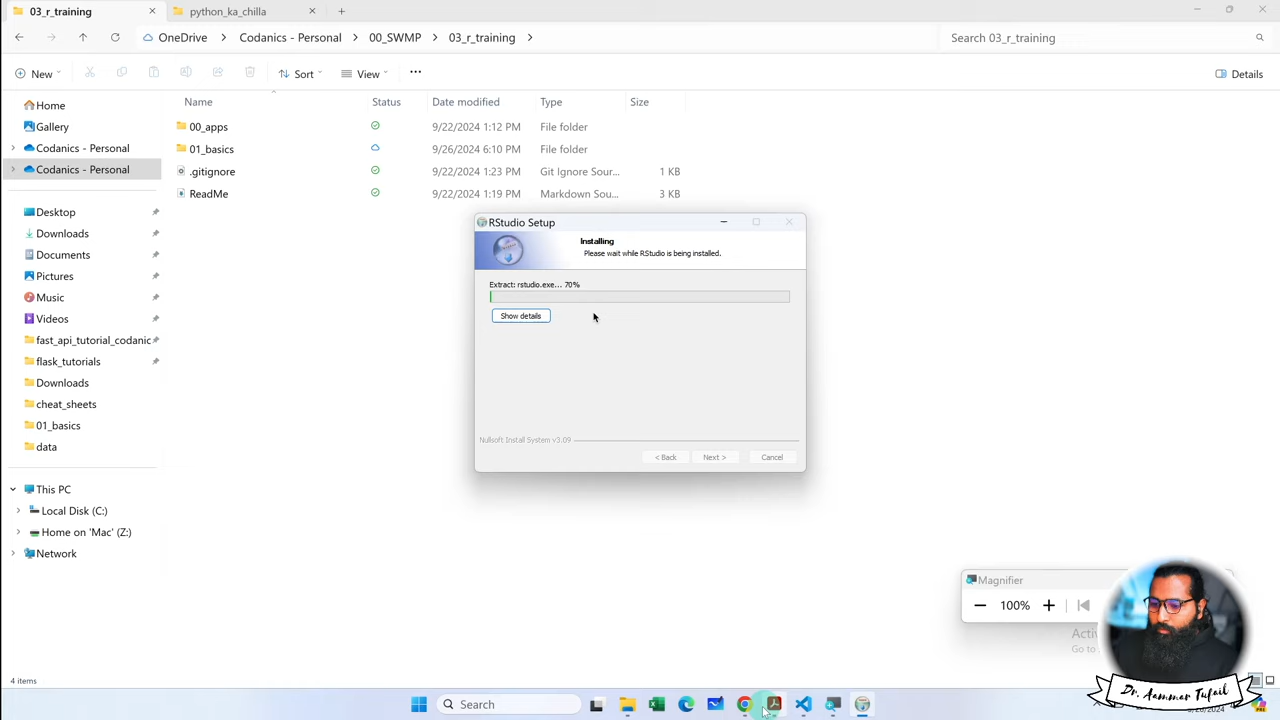 03_r_training
python_ka_chilla
OneDrive > Codanics - Personal > 00_SWMP > 03_r_training >
Search 03_r_training
New
Sort
View
Details
Name Status Date modified Type Size
Home
Gallery
Codanics - Personal
Codanics - Personal
Desktop
Downloads
Documents
Pictures
Music
Videos
fast_api_tutorial_codanic
flask_tutorials
Downloads
cheat_sheets
01_basics
data
This PC
Local Disk (C:)
Home on 'Mac' (Z:)
Network
00_apps 9/22/2024 1:12 PM File folder
01_basics 9/26/2024 6:10 PM File folder
.gitignore 9/22/2024 1:23 PM Git Ignore Sour... 1 KB
ReadMe 9/22/2024 1:19 PM Markdown Sou... 3 KB
RStudio Setup
Installing
Please wait while RStudio is being installed.
Extract: rstudio.exe... 70%
Show details
Nullsoft Install System v3.09
< Back
Next >
Cancel
Magnifier
100%
Go to
4 items
Search
Dr. Aammar Tufail